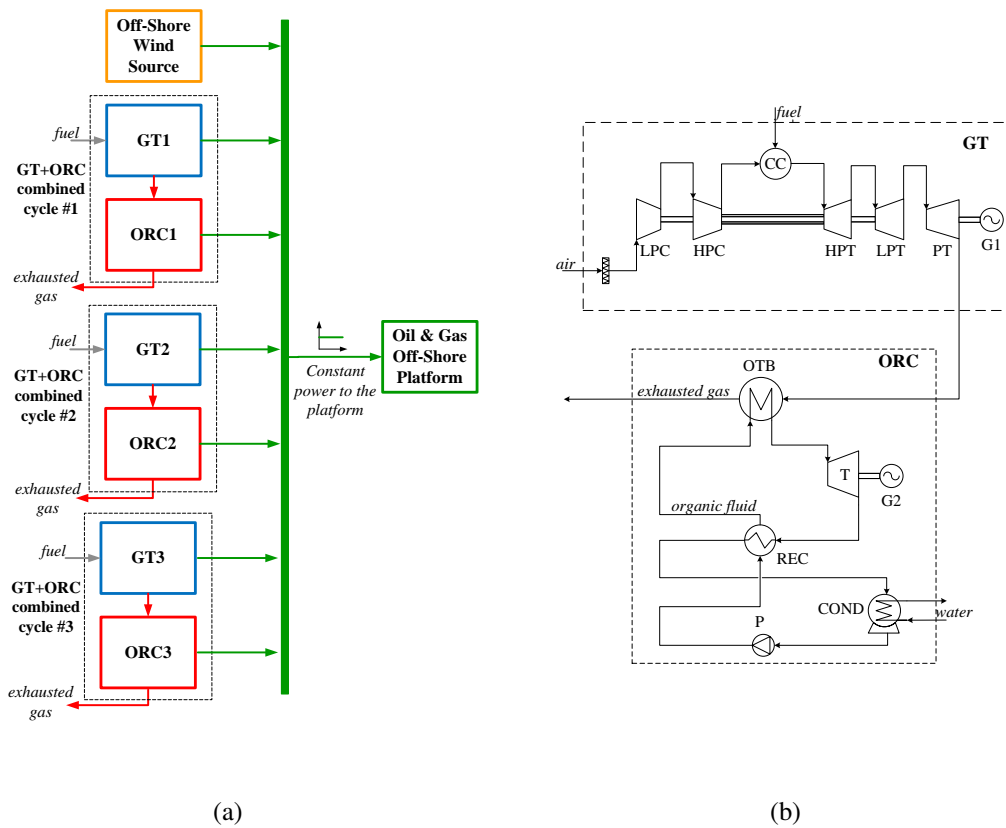 Off-Shore
Wind
Source
fuel
GT1
GT+ORC
combined
cycle #1
ORC1
exhausted
gas
fuel
GT2
GT+ORC
combined
cycle #2
ORC2
exhausted
gas
fuel
GT3
GT+ORC
combined
cycle #3
ORC3
exhausted
gas
Constant
power to the
platform
Oil & Gas
Off-Shore
Platform
(a)
fuel
GT
CC
LPC
HPC
HPT
LPT
PT
G1
air
ORC
OTB
exhausted gas
T
G2
organic fluid
REC
COND
water
P
(b)